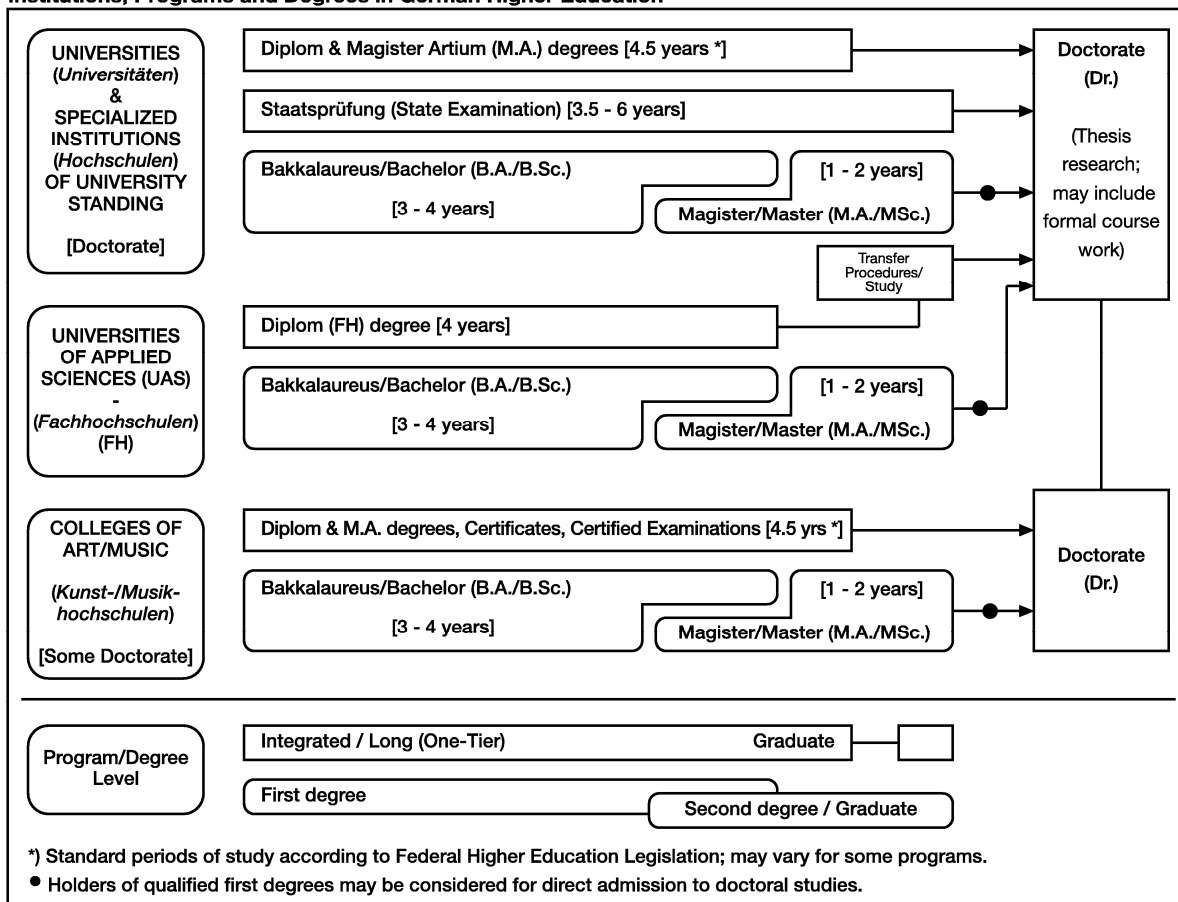 Institutions, Programs and Degrees in German Higher Education
UNIVERSITIES
(Universitäten)
&
SPECIALIZED
INSTITUTIONS
(Hochschulen)
OF UNIVERSITY
STANDING
[Doctorate]
Diplom & Magister Artium (M.A.) degrees [4.5 years *]
Staatsprüfung (State Examination) [3.5 - 6 years]
Bakkalaureus/Bachelor (B.A./B.Sc.)
[3 - 4 years]
[1 - 2 years]
Magister/Master (M.A./MSc.)
Transfer
Procedures/
Study
Doctorate
(Dr.)
(Thesis
research;
may include
formal course
work)
UNIVERSITIES
OF APPLIED
SCIENCES (UAS)
-
(Fachhochschulen)
(FH)
Diplom (FH) degree [4 years]
Bakkalaureus/Bachelor (B.A./B.Sc.)
[3 - 4 years]
[1 - 2 years]
Magister/Master (M.A./MSc.)
COLLEGES OF
ART/MUSIC
(Kunst-/Musik-
hochschulen)
[Some Doctorate]
Diplom & M.A. degrees, Certificates, Certified Examinations [4.5 yrs *]
Bakkalaureus/Bachelor (B.A./B.Sc.)
[3 - 4 years]
[1 - 2 years]
Magister/Master (M.A./MSc.)
Doctorate
(Dr.)
Program/Degree
Level
Integrated / Long (One-Tier) Graduate
First degree
Second degree / Graduate
*) Standard periods of study according to Federal Higher Education Legislation; may vary for some programs.
● Holders of qualified first degrees may be considered for direct admission to doctoral studies.